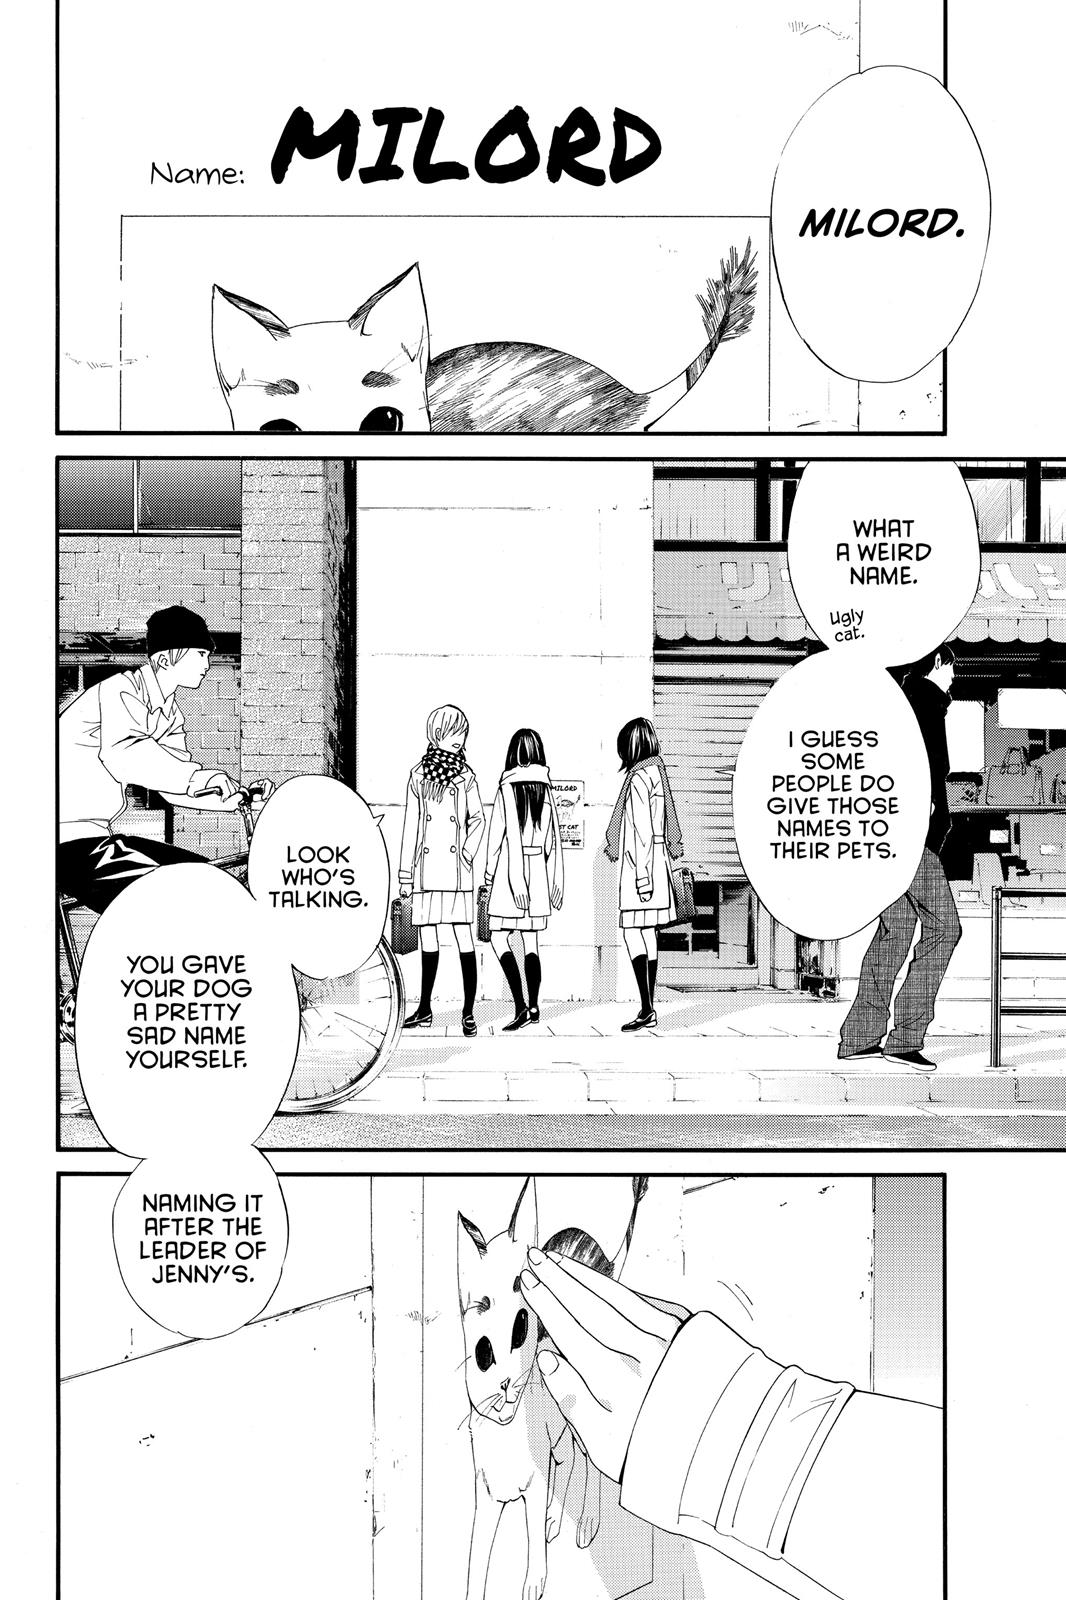 Name: MILORD
MILORD.
WHAT
A WEIRD
NAME.
Ugly
cat.
I GUESS
SOME
PEOPLE DO
GIVE THOSE
NAMES TO
THEIR PETS.
MILORD
LOOK
WHO'S
TALKING.
YOU GAVE
YOUR DOG
A PRETTY
SAD NAME
YOURSELF.
NAMING IT
AFTER THE
LEADER OF
JENNY'S.